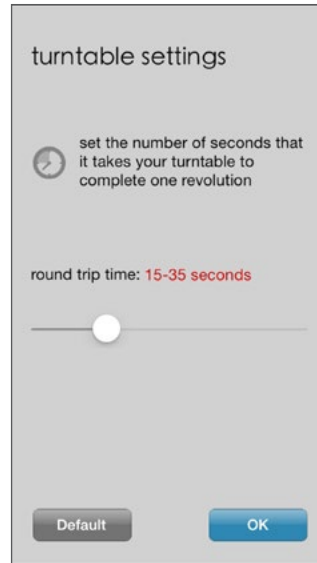 turntable settings
set the number of seconds that
it takes your turntable to
complete one revolution
round trip time: 15-35 seconds
Default
OK